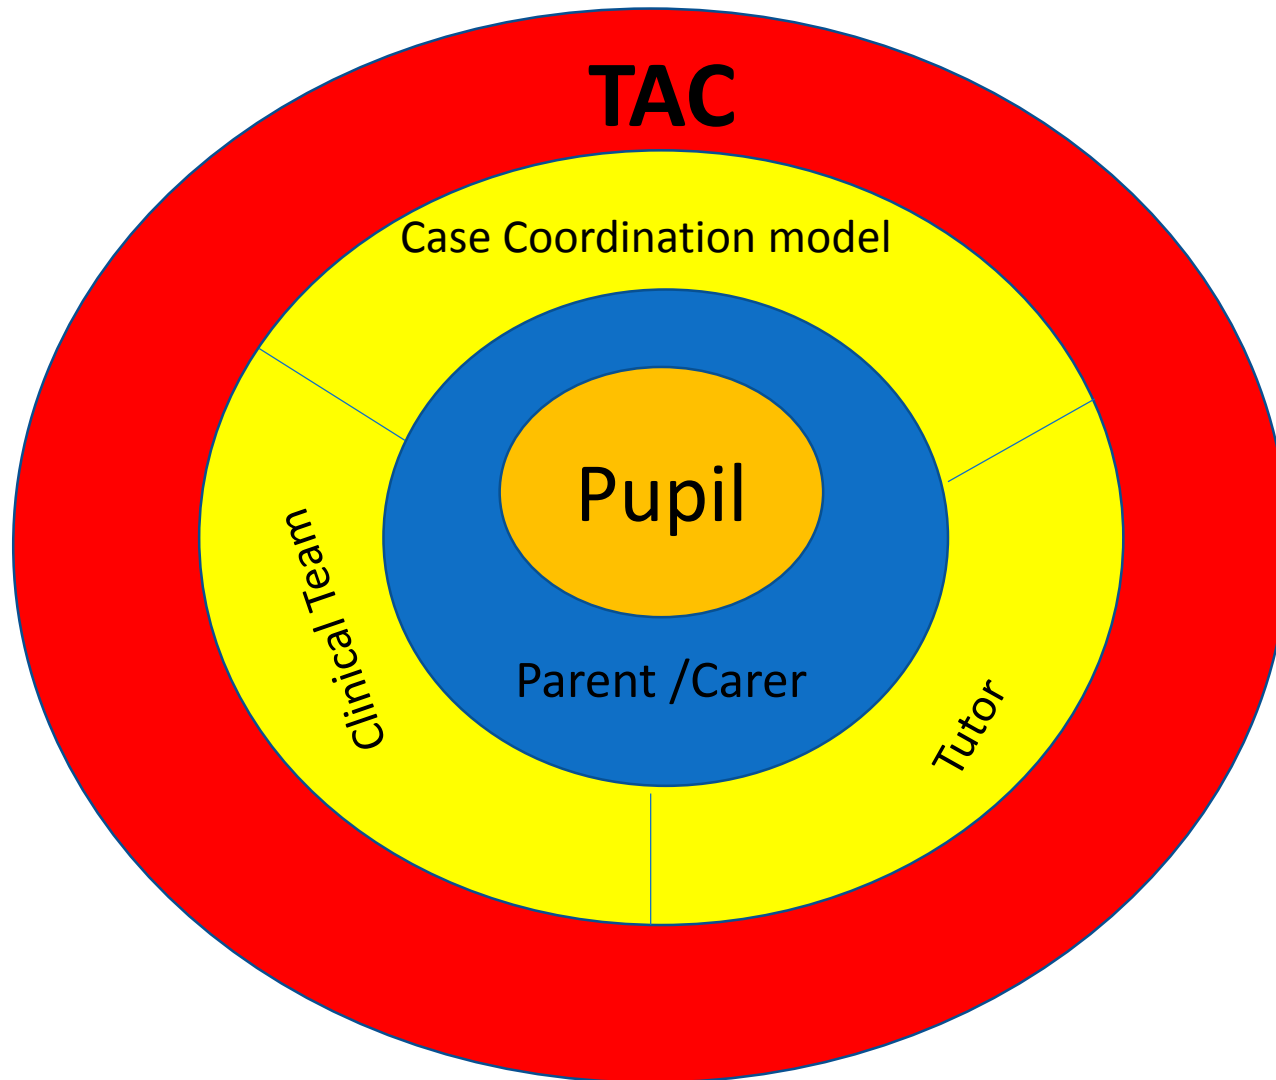 TAC
Case Coordination model
Pupil
Clinical Team
Parent /Carer
Tutor